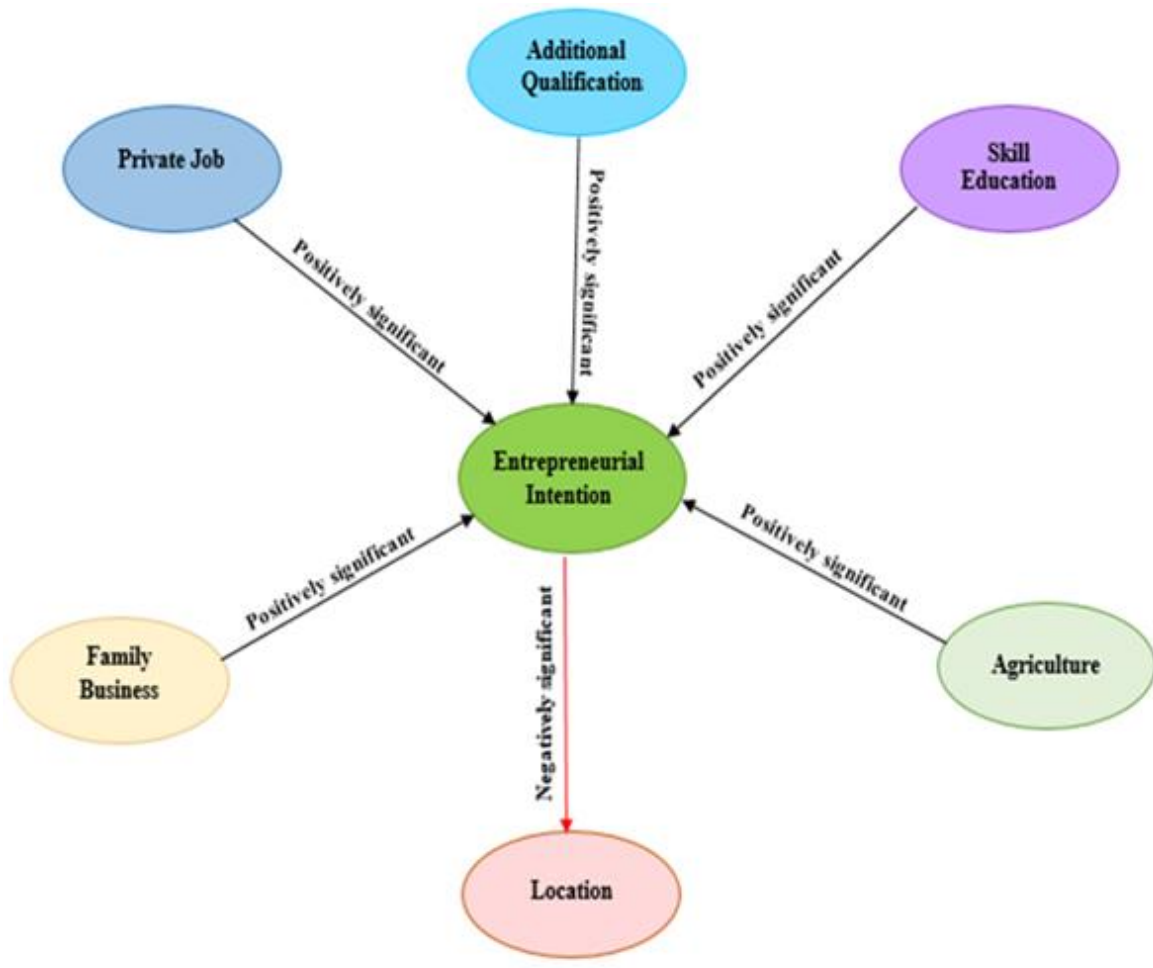 Additional
Qualification
Private Job
Skill
Education
Positively significant
Positively significant
Positively significant
Entrepreneurial
Intention
Positively significant
Positively significant
Family
Business
Negatively significant
Agriculture
Location